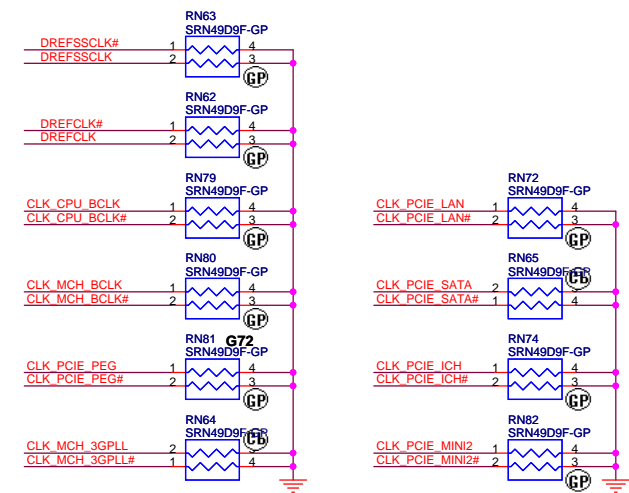 RN63
SRN49D9F-GP
DREFSSCLK# 1 4
DREFSSCLK 2 3
GP
RN62
SRN49D9F-GP
DREFCLK# 1 4
DREFCLK 2 3
GP
RN79
SRN49D9F-GP
CLK_CPU_BCLK 1 4
CLK_CPU_BCLK# 2 3
GP
RN80
SRN49D9F-GP
CLK_MCH_BCLK 1 4
CLK_MCH_BCLK# 2 3
GP
RN81 G72
SRN49D9F-GP
CLK_PCIE_PEG 1 4
CLK_PCIE_PEG# 2 3
GP
RN64
SRN49D9F-GP
CLK_MCH_3GPLL 2 3
CLK_MCH_3GPLL# 1 4
RN72
SRN49D9F-GP
CLK_PCIE_LAN 1 4
CLK_PCIE_LAN# 2 3
GP
RN65
SRN49D9F-GP
CLK_PCIE_SATA 2 3
CLK_PCIE_SATA# 1 4
RN74
SRN49D9F-GP
CLK_PCIE_ICH 1 4
CLK_PCIE_ICH# 2 3
GP
RN82
SRN49D9F-GP
CLK_PCIE_MINI2 1 4
CLK_PCIE_MINI2# 2 3
GP